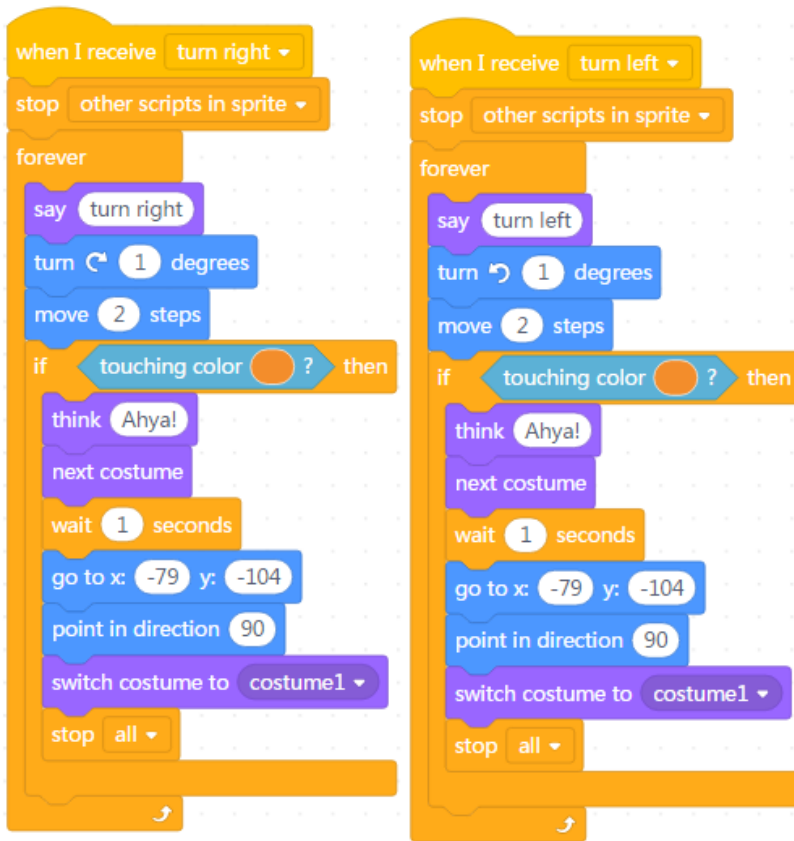 when I receive turn right
stop other scripts in sprite
forever
say turn right
turn 1 degrees
move 2 steps
if touching color ? then
think Ahya!
next costume
wait 1 seconds
go to x: -79 y: -104
point in direction 90
switch costume to costume1
stop all
when I receive turn left
stop other scripts in sprite
forever
say turn left
turn 1 degrees
move 2 steps
if touching color ? then
think Ahya!
next costume
wait 1 seconds
go to x: -79 y: -104
point in direction 90
switch costume to costume1
stop all